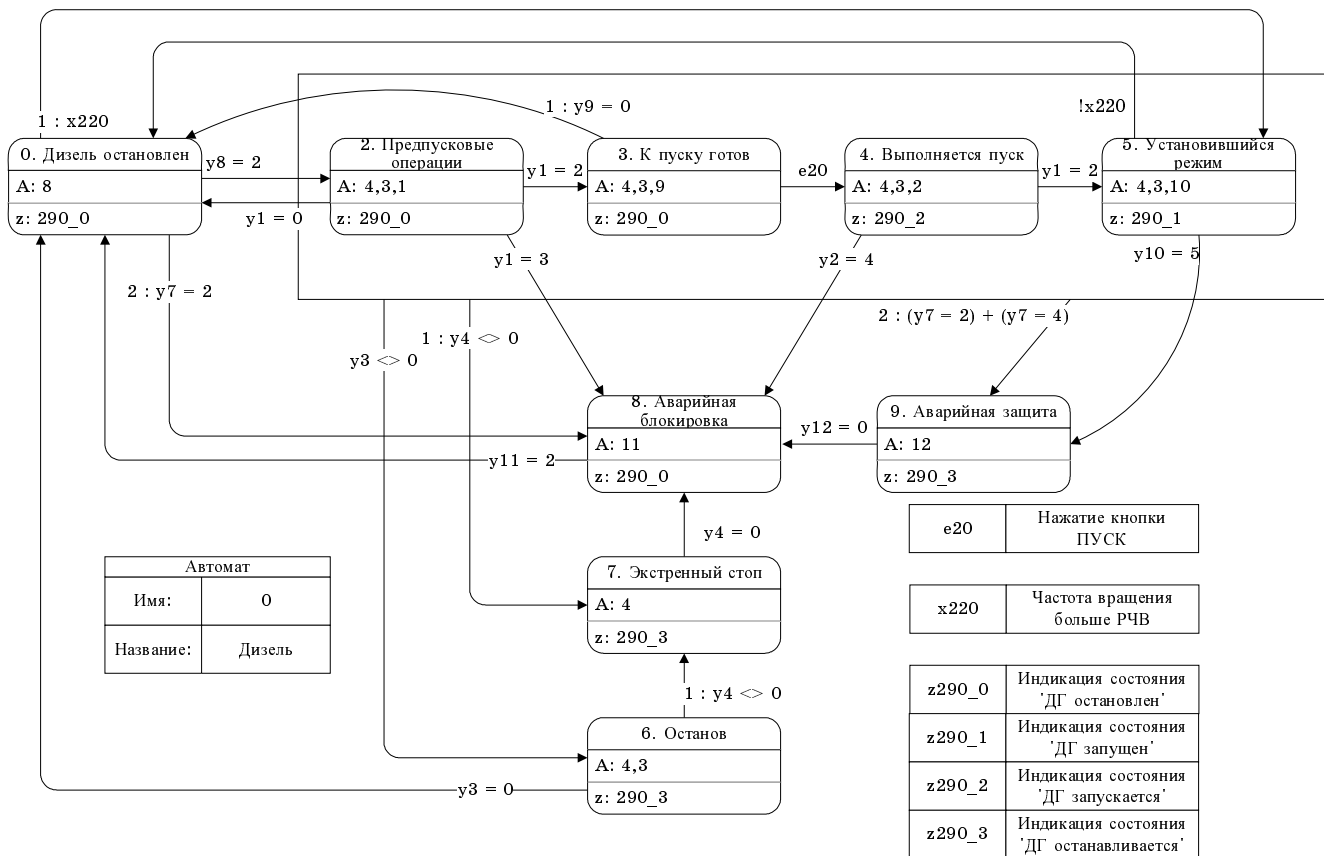 1 : x220
1 : y9 = 0
!x220
0. Дизель остановлен
A: 8
z: 290_0
y8 = 2
y1 = 0
2. Предпусковые
операции
A: 4,3,1
z: 290_0
y1 = 2
3. К пуску готов
A: 4,3,9
z: 290_0
e20
4. Выполняется пуск
A: 4,3,2
z: 290_2
y1 = 2
5. Установившийся
режим
A: 4,3,10
z: 290_1
y1 = 3
y2 = 4
y10 = 5
2 : y7 = 2
y3 <> 0
1 : y4 <> 0
2 : (y7 = 2) + (y7 = 4)
8. Аварийная
блокировка
A: 11
z: 290_0
y12 = 0
9. Аварийная защита
A: 12
z: 290_3
y11 = 2
y4 = 0
7. Экстренный стоп
A: 4
z: 290_3
1 : y4 <> 0
6. Останов
A: 4,3
z: 290_3
y3 = 0
Автомат
Имя: 0
Название: Дизель
e20
Нажатие кнопки
ПУСК
x220
Частота вращения
больше РЧВ
z290_0
Индикация состояния
'ДГ остановлен'
z290_1
Индикация состояния
'ДГ запущен'
z290_2
Индикация состояния
'ДГ запускается'
z290_3
Индикация состояния
'ДГ останавливается'